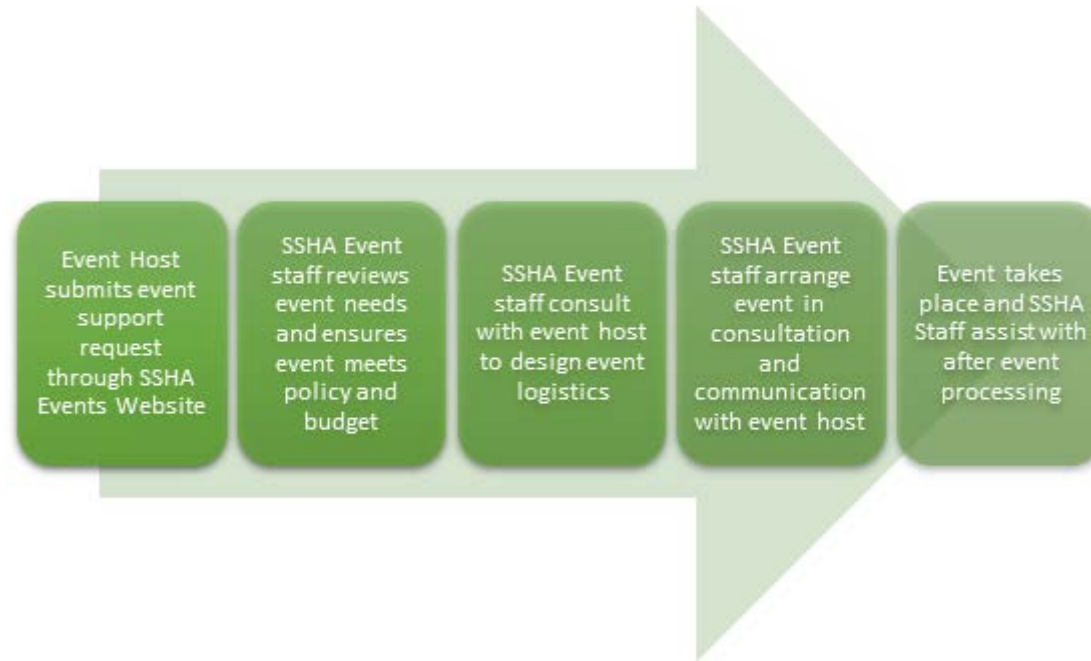 Event Host
submits event
support
request
through SSHA
Events Website
SSHA Event
staff reviews
event needs
and ensures
event meets
policy and
budget
SSHA Event
staff consult
with event host
to design event
logistics
SSHA Event
staff arrange
event in
consultation
and
communication
with event host
Event takes
place and SSHA
Staff assist with
after event
processing